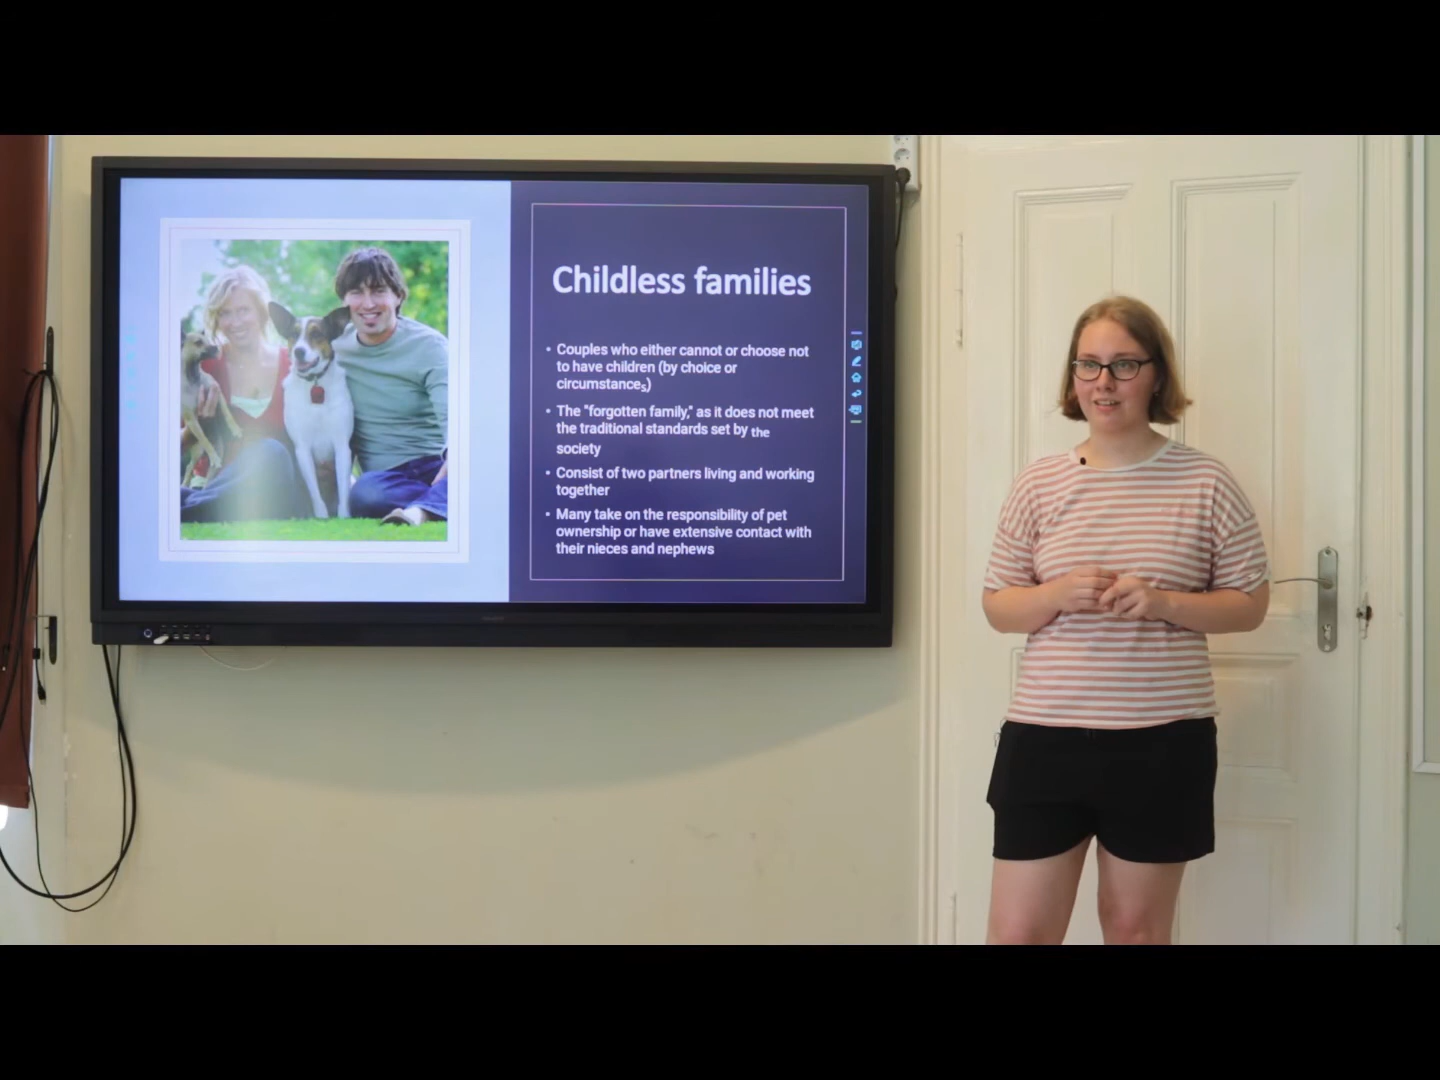 Childless families
• Couples who either cannot or choose not
to have children (by choice or
circumstances)
• The "forgotten family," as it does not meet
the traditional standards set by the
society
• Consist of two partners living and working
together
• Many take on the responsibility of pet
ownership or have extensive contact with
their nieces and nephews